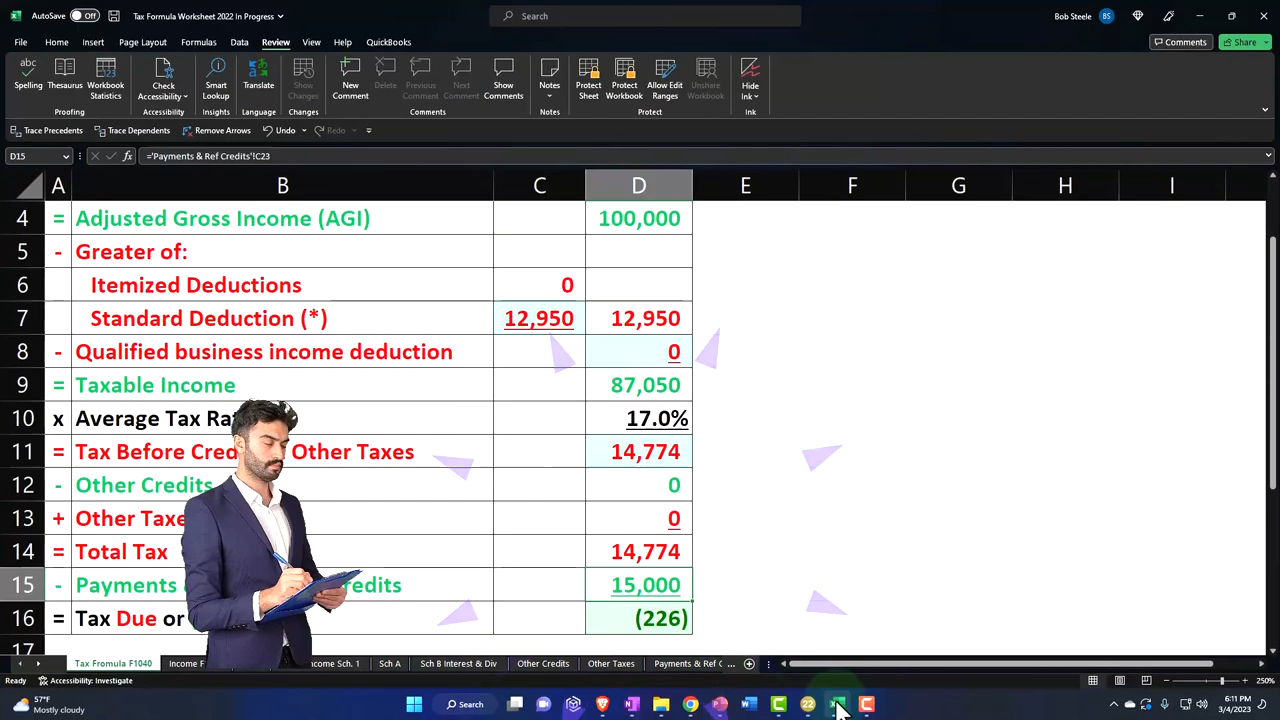 AutoSave Off Tax Formula Worksheet 2022 In Progress Search Bob Steele BS
File Home Insert Page Layout Formulas Data Review View Help QuickBooks Comments Share
Spelling Thesaurus Workbook Statistics Check Accessibility Smart Lookup Translate Show Changes New Comment Delete Previous Comment Next Comment Show Comments Notes Protect Sheet Protect Workbook Allow Edit Ranges Unshare Workbook Hide Ink
Proofing Accessibility Insights Language Changes Comments Notes Protect Ink
Trace Precedents Trace Dependents Remove Arrows Undo Redo
D15 fx ='Payments & Ref Credits'!C23
A B C D E F G H I
4 = Adjusted Gross Income (AGI) 100,000
5 - Greater of:
6 Itemized Deductions 0
7 Standard Deduction (*) 12,950 12,950
8 - Qualified business income deduction 0
9 = Taxable Income 87,050
10 x Average Tax Ra 17.0%
11 = Tax Before Cred Other Taxes 14,774
12 - Other Credits 0
13 + Other Taxe 0
14 = Total Tax 14,774
15 - Payments redits 15,000
16 = Tax Due or (226)
17
Tax Fromula F1040 Income F come Sch. 1 Sch A Sch B Interest & Div Other Credits Other Taxes Payments & Ref C ...
Ready Accessibility: Investigate 250%
57°F
Mostly cloudy
Search
22
6:11 PM
3/4/2023